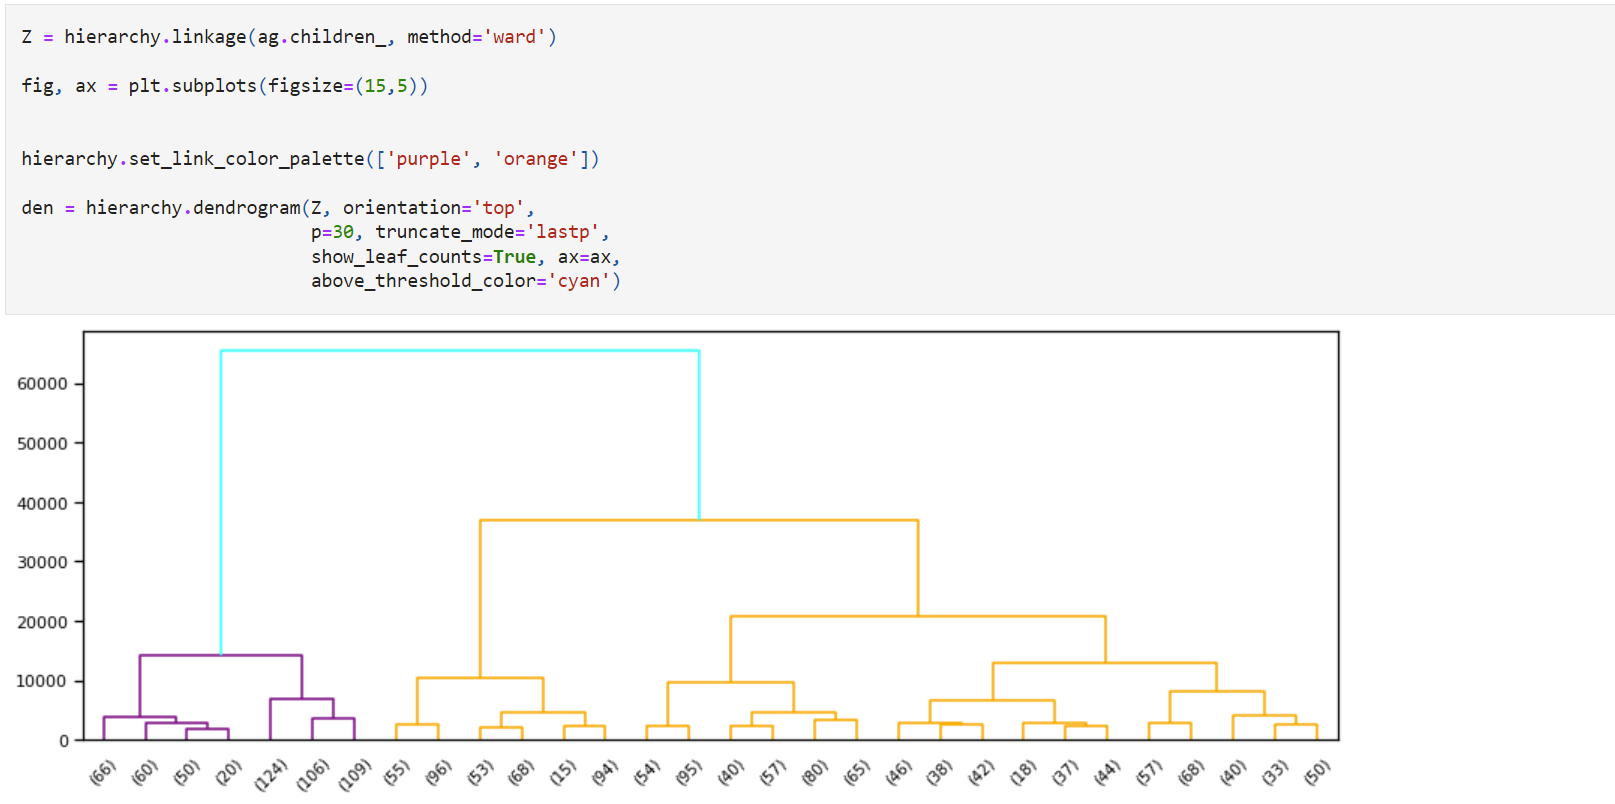 Z = hierarchy.linkage(ag.children_, method='ward')
fig, ax = plt.subplots(figsize=(15,5))
hierarchy.set_link_color_palette(['purple', 'orange'])
den = hierarchy.dendrogram(Z, orientation='top',
p=30, truncate_mode='lastp',
show_leaf_counts=True, ax=ax,
above_threshold_color='cyan')
60000
50000
40000
30000
20000
10000
0
(66) (60) (50) (20) (124) (106) (109) (55) (96) (53) (68) (15) (94) (54) (95) (40) (57) (80) (65) (46) (38) (42) (18) (37) (44) (57) (68) (40) (33) (50)